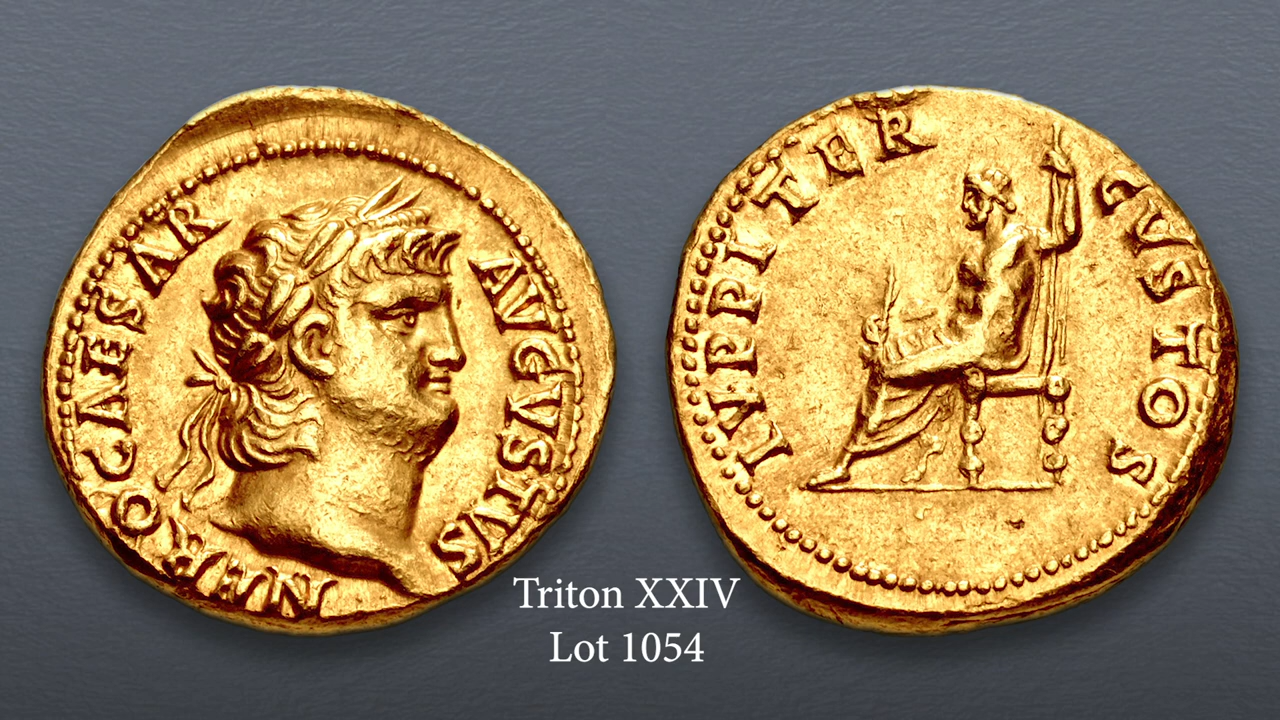 NERO CAESAR
AVGVSTVS
IVPPITER
CVSTOS
Triton XXIV
Lot 1054